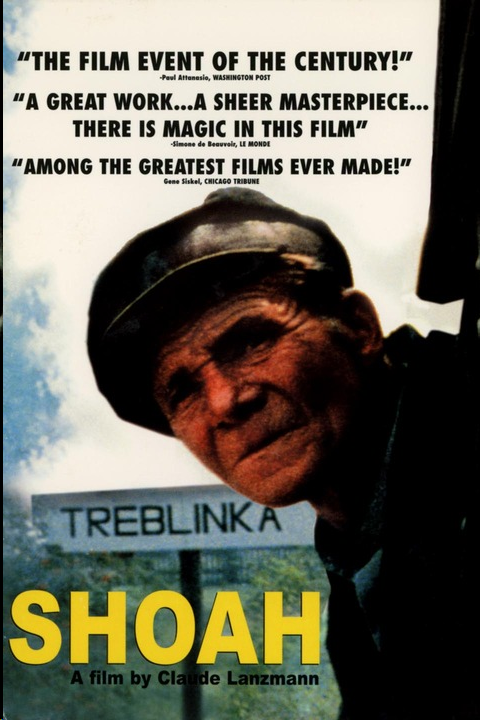 “THE FILM EVENT OF THE CENTURY!”
-Paul Attanasio, WASHINGTON POST
“A GREAT WORK...A SHEER MASTERPIECE...
THERE IS MAGIC IN THIS FILM”
-Simone de Beauvoir, LE MONDE
“AMONG THE GREATEST FILMS EVER MADE!”
Gene Siskel, CHICAGO TRIBUNE
TREBLINKA
SHOAH
A film by Claude Lanzmann